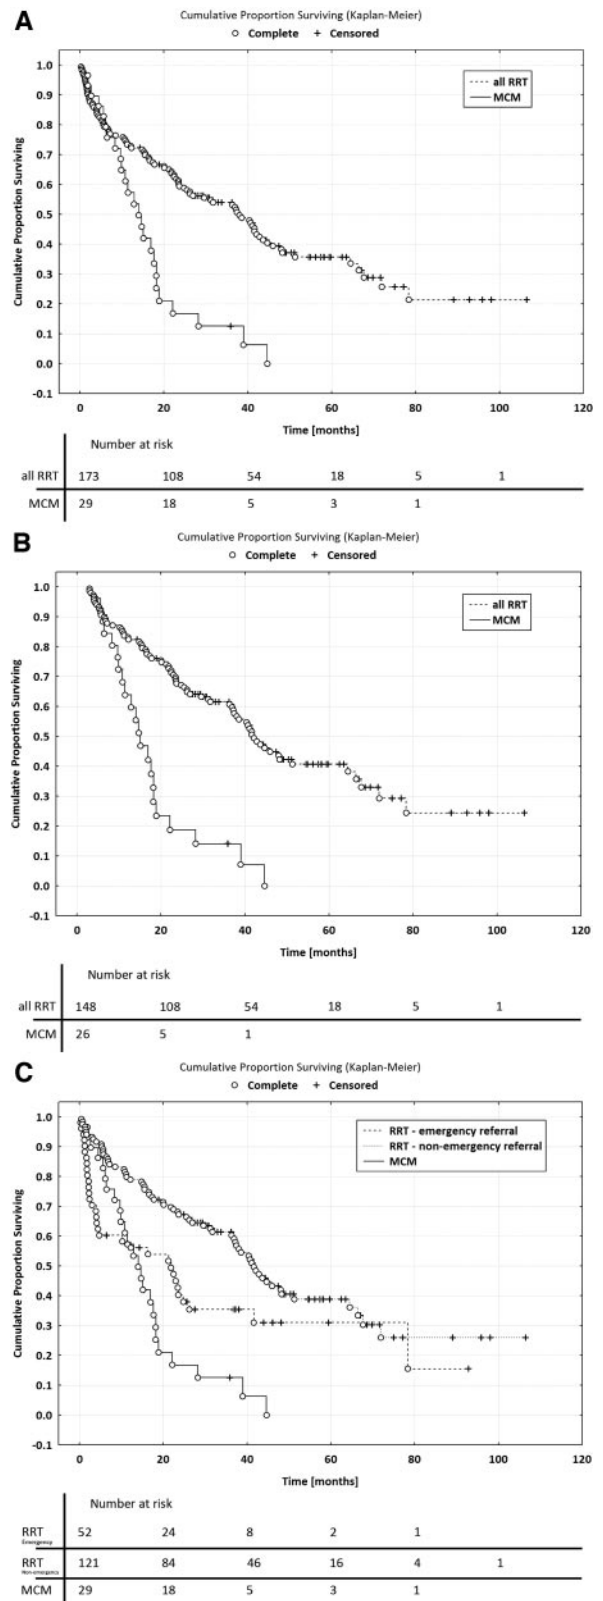 A
Cumulative Proportion Surviving (Kaplan-Meier)
Complete + Censored
all RRT
MCM
Cumulative Proportion Surviving
1.0
0.9
0.8
0.7
0.6
0.5
0.4
0.3
0.2
0.1
0.0
-0.1
0 20 40 60 80 100 120
Time [months]
Number at risk
all RRT 173 108 54 18 5 1
MCM 29 18 5 3 1
B
Cumulative Proportion Surviving (Kaplan-Meier)
Complete + Censored
all RRT
MCM
Cumulative Proportion Surviving
1.0
0.9
0.8
0.7
0.6
0.5
0.4
0.3
0.2
0.1
0.0
-0.1
0 20 40 60 80 100 120
Time [months]
Number at risk
all RRT 148 108 54 18 5 1
MCM 26 5 1
C
Cumulative Proportion Surviving (Kaplan-Meier)
Complete + Censored
RRT - emergency referral
RRT - non-emergency referral
MCM
Cumulative Proportion Surviving
1.0
0.9
0.8
0.7
0.6
0.5
0.4
0.3
0.2
0.1
0.0
-0.1
0 20 40 60 80 100 120
Time [months]
Number at risk
RRT 52 24 8 2 1
Emergency
RRT 121 84 46 16 4 1
Non-emergency
MCM 29 18 5 3 1